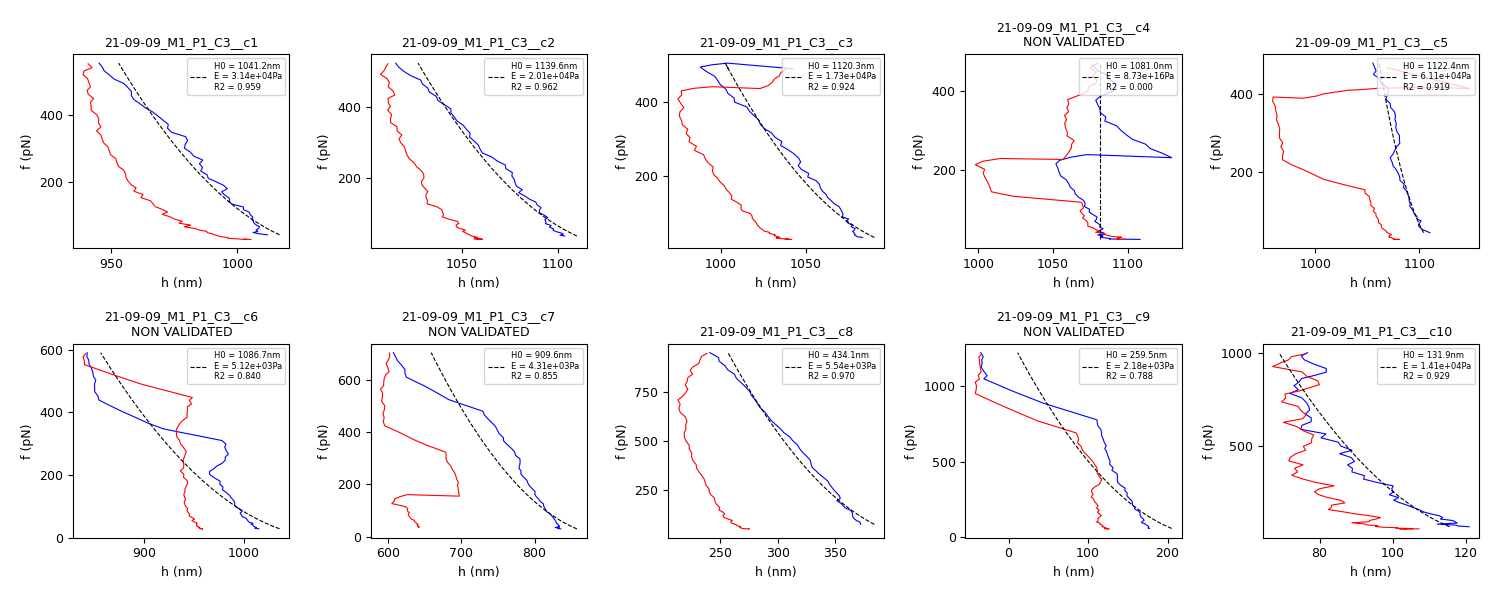 21-09-09_M1_P1_C3__c1
H0 = 1041.2nm
E = 3.14e+04Pa
R2 = 0.959
f (pN)
400
200
950
1000
h (nm)
21-09-09_M1_P1_C3__c2
H0 = 1139.6nm
E = 2.01e+04Pa
R2 = 0.962
f (pN)
400
200
1050
1100
h (nm)
21-09-09_M1_P1_C3__c3
H0 = 1120.3nm
E = 1.73e+04Pa
R2 = 0.924
f (pN)
400
200
1000
1050
h (nm)
21-09-09_M1_P1_C3__c4
NON VALIDATED
H0 = 1081.0nm
E = 8.73e+16Pa
R2 = 0.000
f (pN)
400
200
1000
1050
1100
h (nm)
21-09-09_M1_P1_C3__c5
H0 = 1122.4nm
E = 6.11e+04Pa
R2 = 0.919
f (pN)
400
200
1000
1100
h (nm)
21-09-09_M1_P1_C3__c6
NON VALIDATED
H0 = 1086.7nm
E = 5.12e+03Pa
R2 = 0.840
f (pN)
600
400
200
0
900
1000
h (nm)
21-09-09_M1_P1_C3__c7
NON VALIDATED
H0 = 909.6nm
E = 4.31e+03Pa
R2 = 0.855
f (pN)
600
400
200
0
600
700
800
h (nm)
21-09-09_M1_P1_C3__c8
H0 = 434.1nm
E = 5.54e+03Pa
R2 = 0.970
f (pN)
750
500
250
250
300
350
h (nm)
21-09-09_M1_P1_C3__c9
NON VALIDATED
H0 = 259.5nm
E = 2.18e+03Pa
R2 = 0.788
f (pN)
1000
500
0
0
100
200
h (nm)
21-09-09_M1_P1_C3__c10
H0 = 131.9nm
E = 1.41e+04Pa
R2 = 0.929
f (pN)
1000
500
80
100
120
h (nm)